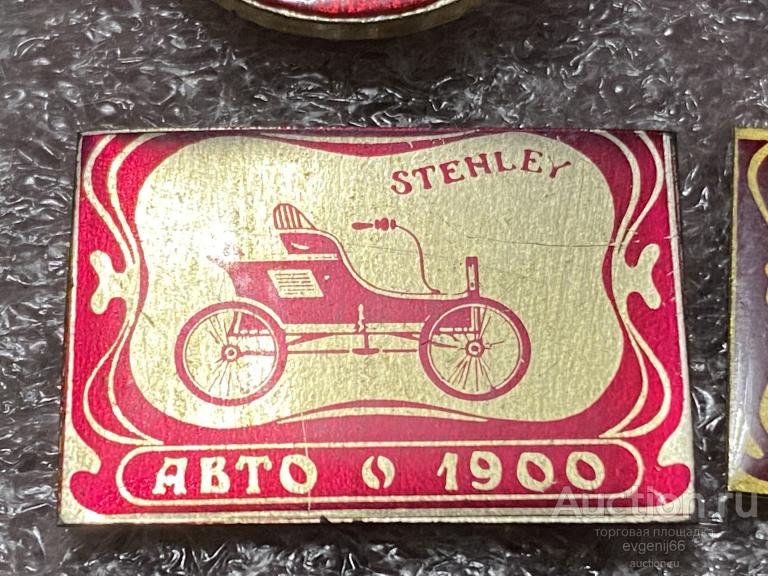 STEHLEY
АВТО 1900
Auction.ru
торговая площадка
evgenij66
auction.ru